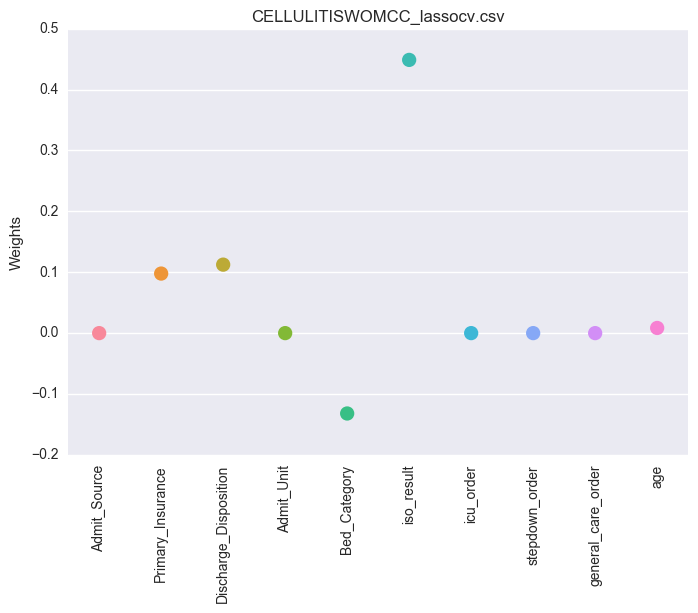 CELLULITISWOMCC_lassocv.csv
0.5
0.4
0.3
0.2
0.1
0.0
−0.1
−0.2
Weights
Admit_Source
Primary_Insurance
Discharge_Disposition
Admit_Unit
Bed_Category
iso_result
icu_order
stepdown_order
general_care_order
age